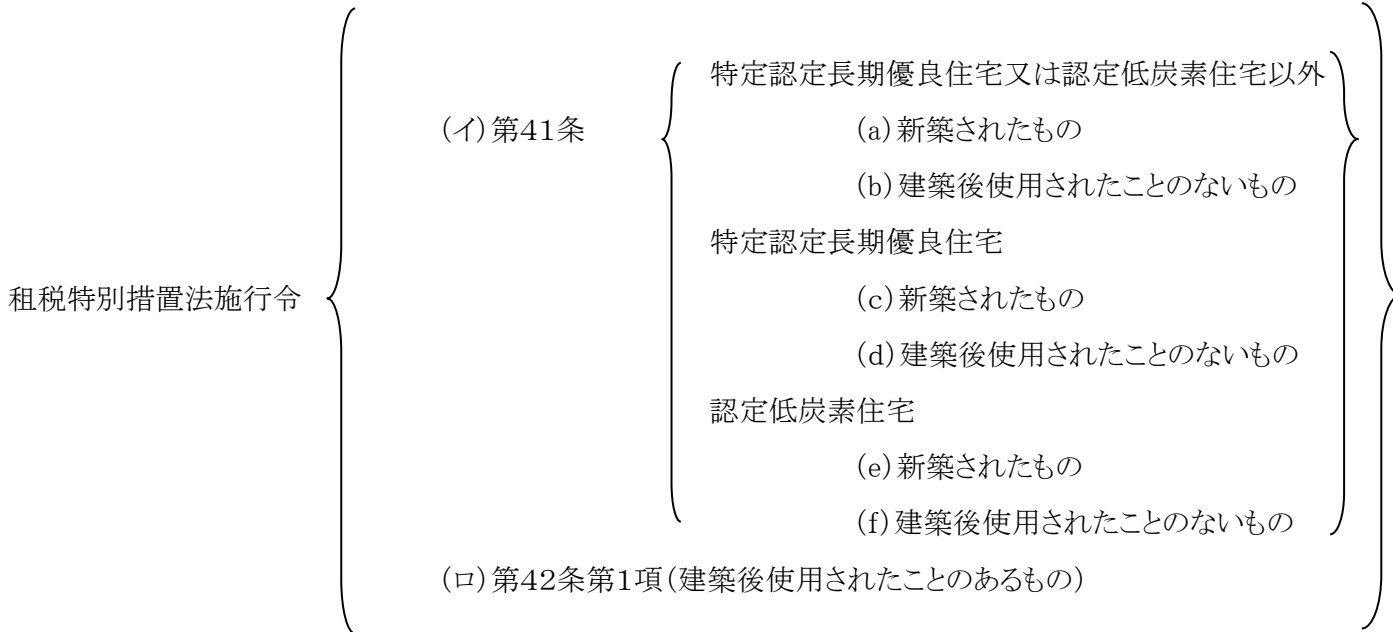 特定認定長期優良住宅又は認定低炭素住宅以外
(イ)第41条
(a)新築されたもの
(b)建築後使用されたことのないもの
特定認定長期優良住宅
租税特別措置法施行令
(c)新築されたもの
(d)建築後使用されたことのないもの
認定低炭素住宅
(e)新築されたもの
(f)建築後使用されたことのないもの
(ロ)第42条第1項(建築後使用されたことのあるもの)